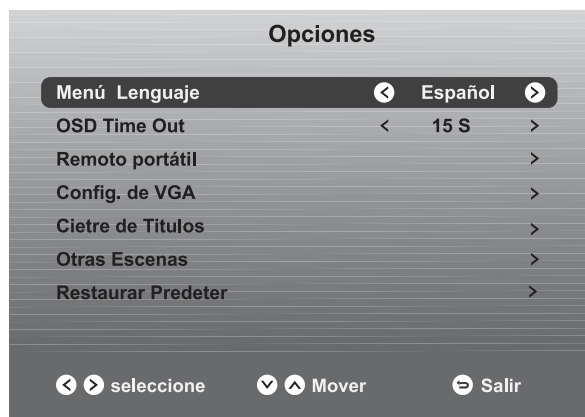 Opciones
Menú Lenguaje < Español >
OSD Time Out < 15 S >
Remoto portátil >
Config. de VGA >
Cietre de Titulos >
Otras Escenas >
Restaurar Predeter >
seleccione Mover Salir